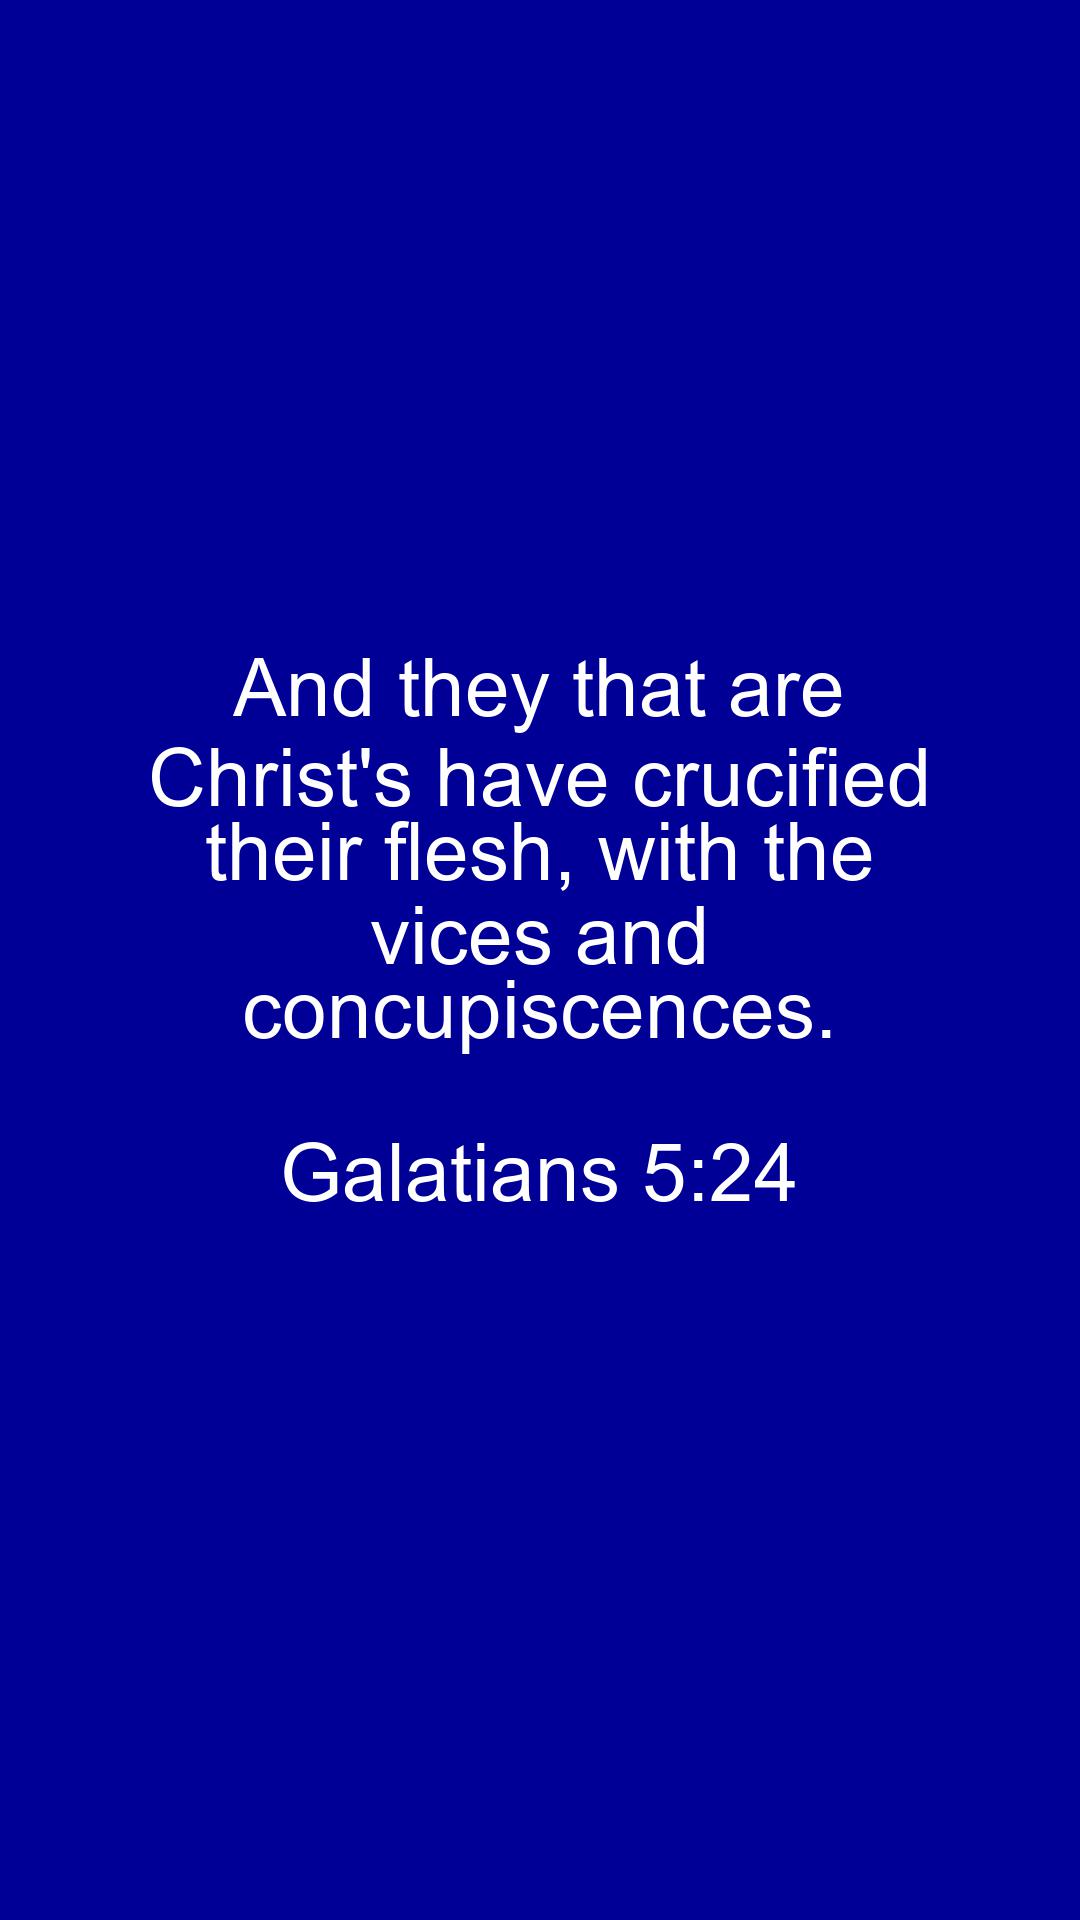 And they that are
Christ's have crucified
their flesh, with the
vices and
concupiscences.
Galatians 5:24